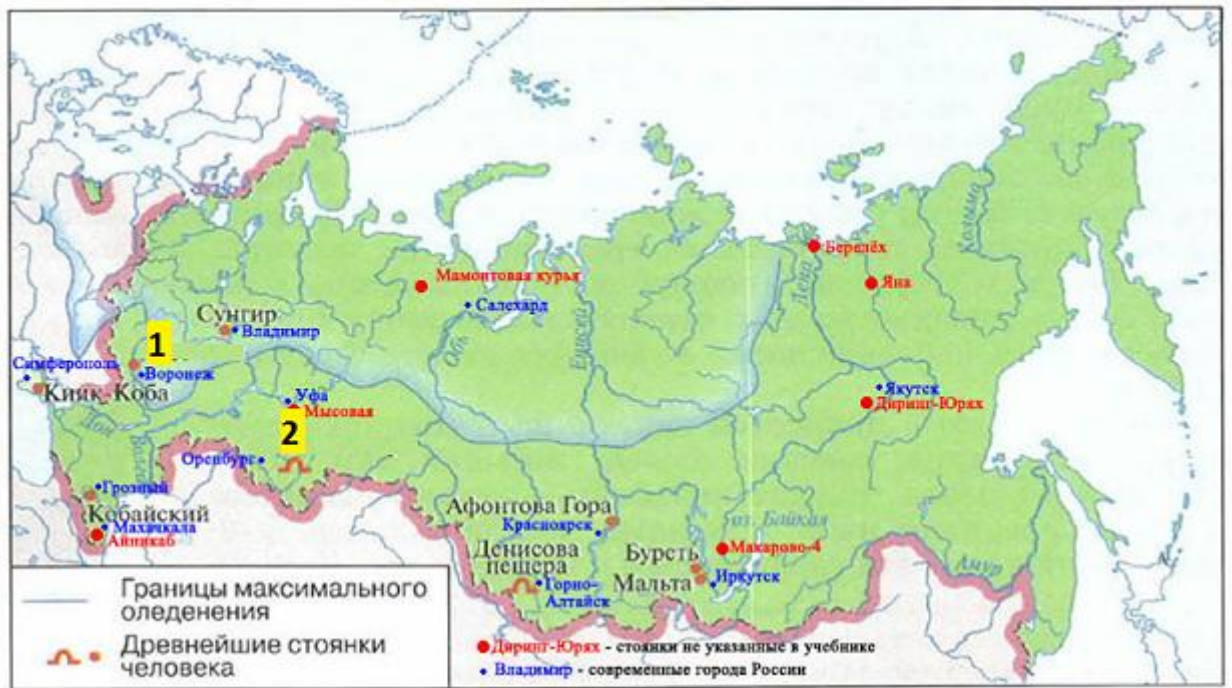 Берелёх
Яна
Колыма
Лена
Мамонтовая курья
Салехард
Обь
Енисей
Сунгир
Владимир
1
Воронеж
Симферополь
Кияк-Коба
Якутск
Диринг-Юрях
Уфа
Мысовая
2
Дон
Волга
Оренбург
Грозный
Кобайский
Махачкала
Айникаб
Афонтова Гора
Красноярск
оз. Байкал
Денисова
пещера
Горно-
Алтайск
Бурсть
Мальта
Макарово-4
Иркутск
Амур
Границы максимального
оледенения
Древнейшие стоянки
человека
Диринг-Юрях - стоянки не указанные в учебнике
Владимир - современные города России